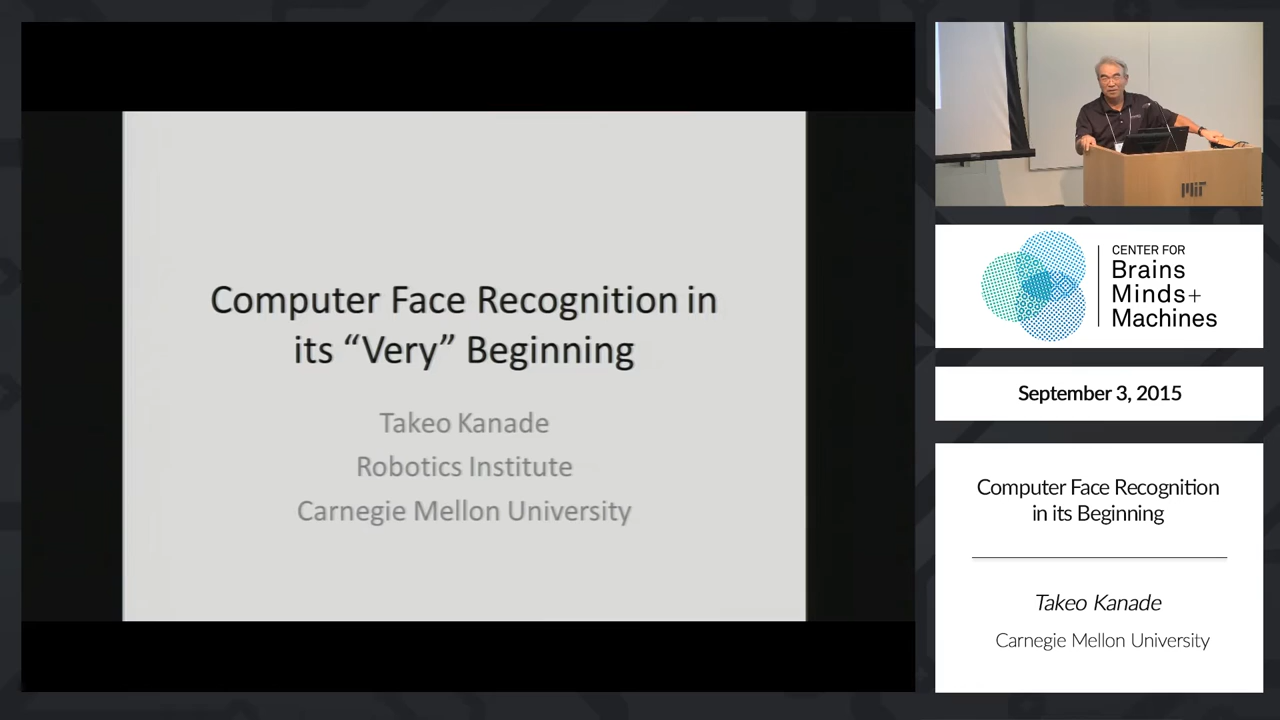 Computer Face Recognition in
its “Very” Beginning
Takeo Kanade
Robotics Institute
Carnegie Mellon University
MIT
CENTER FOR
Brains
Minds+
Machines
September 3, 2015
Computer Face Recognition
in its Beginning
Takeo Kanade
Carnegie Mellon University